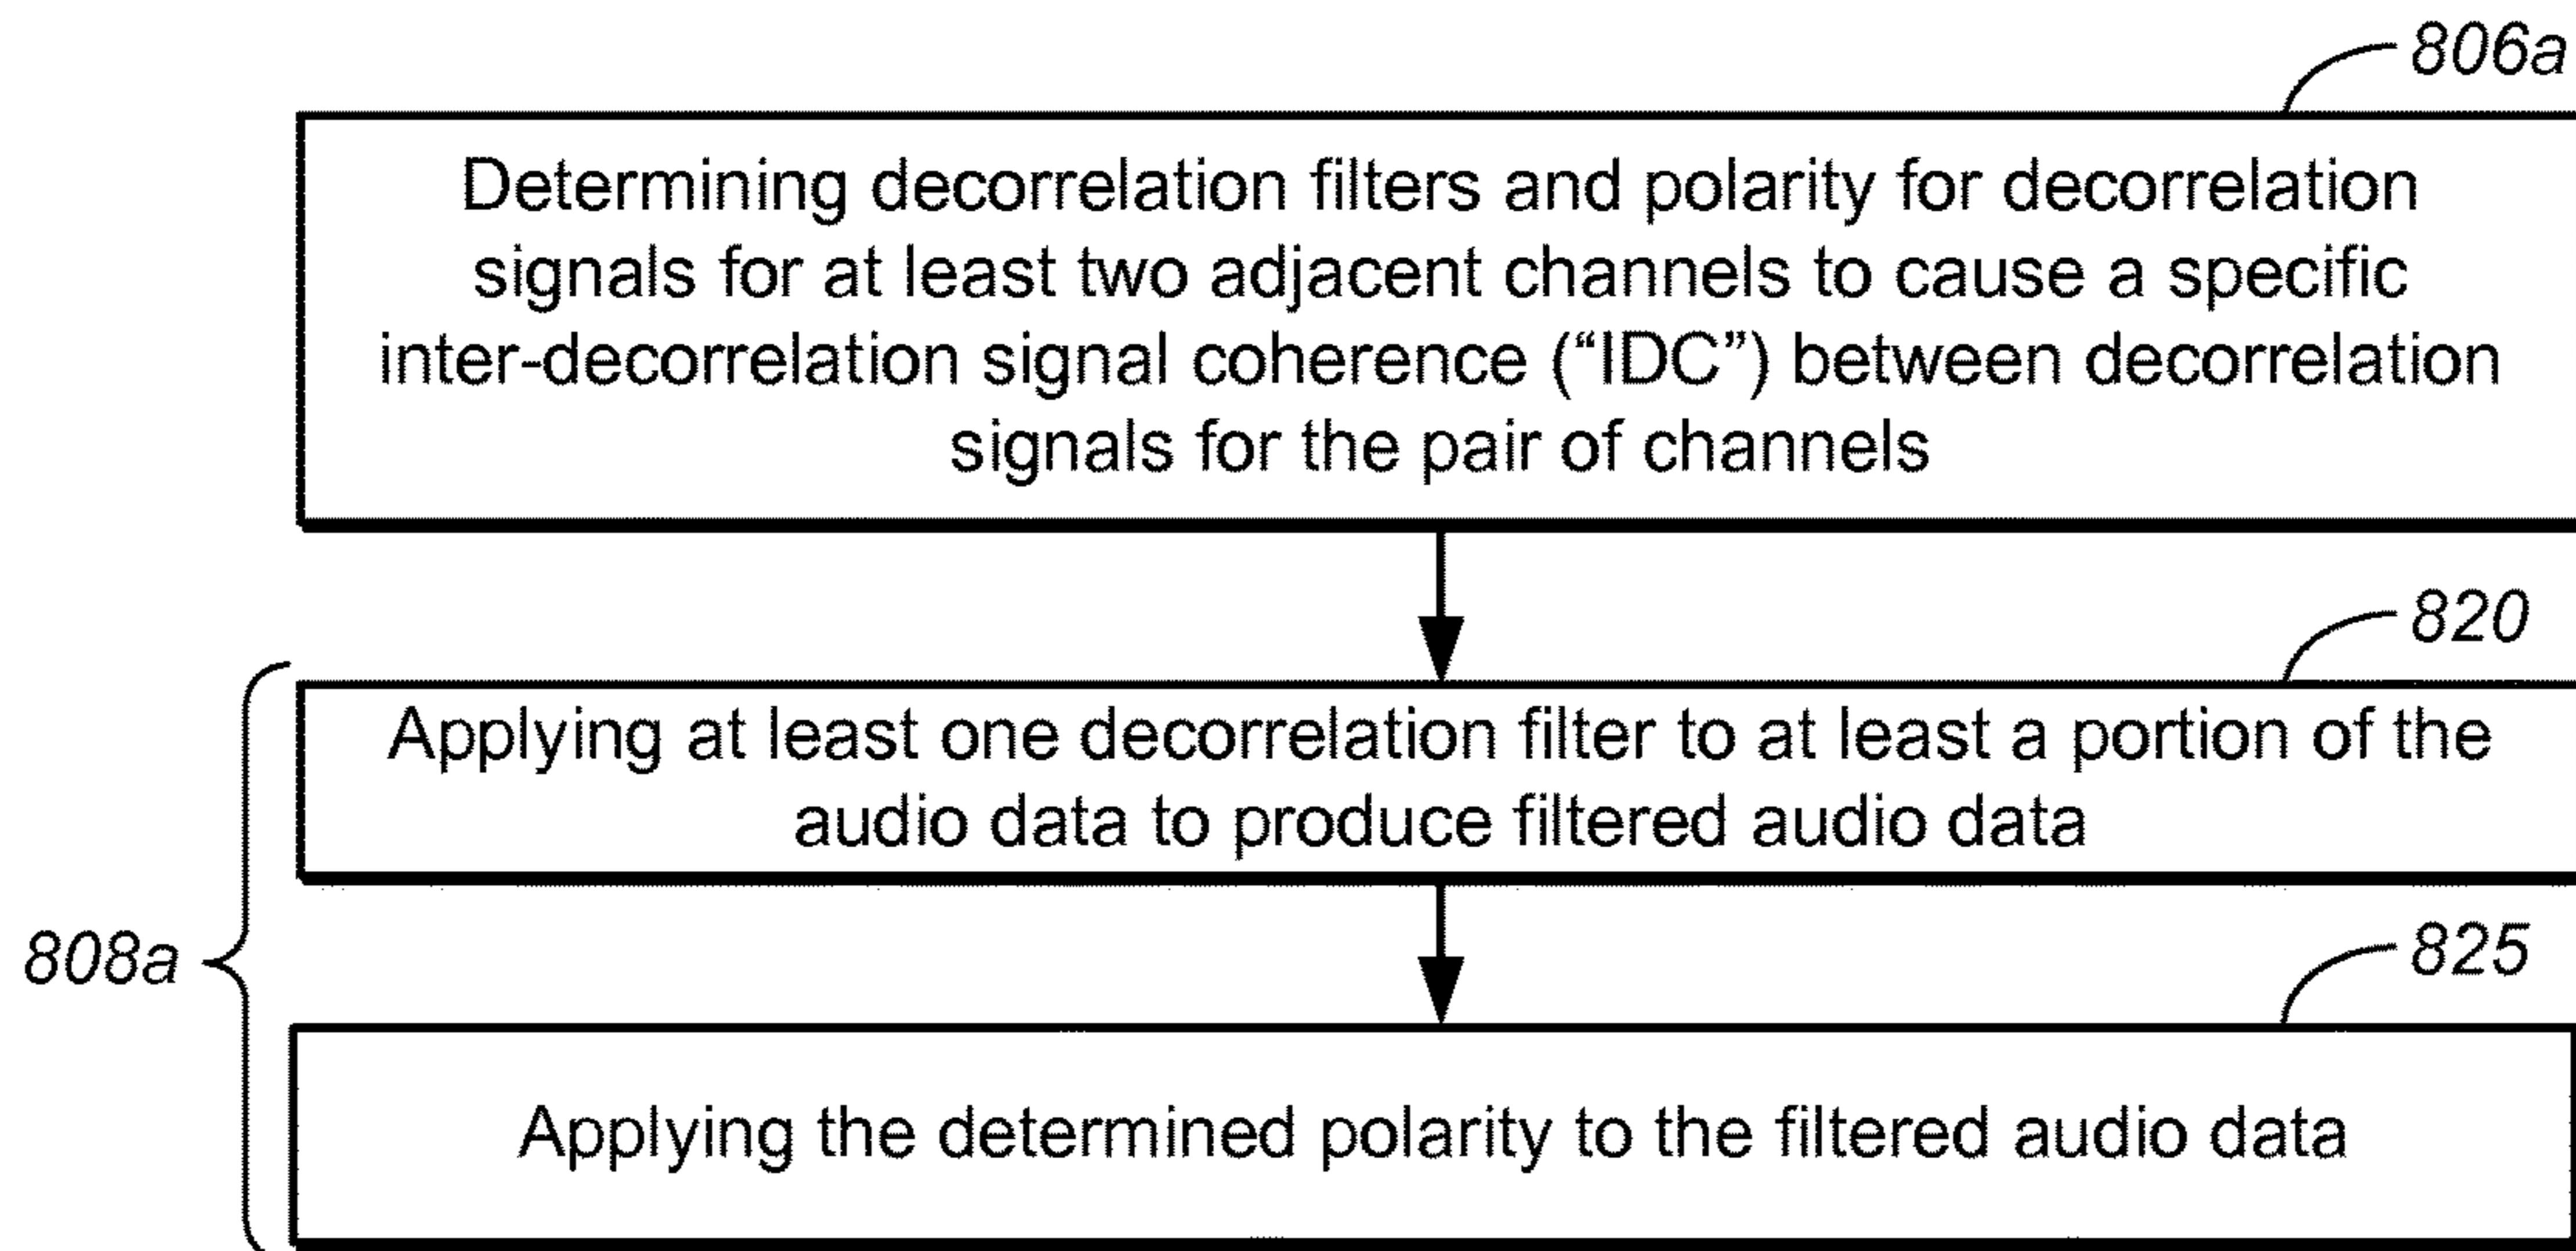 806a
Determining decorrelation filters and polarity for decorrelation
signals for at least two adjacent channels to cause a specific
inter-decorrelation signal coherence (“IDC”) between decorrelation
signals for the pair of channels
820
Applying at least one decorrelation filter to at least a portion of the
audio data to produce filtered audio data
808a
825
Applying the determined polarity to the filtered audio data